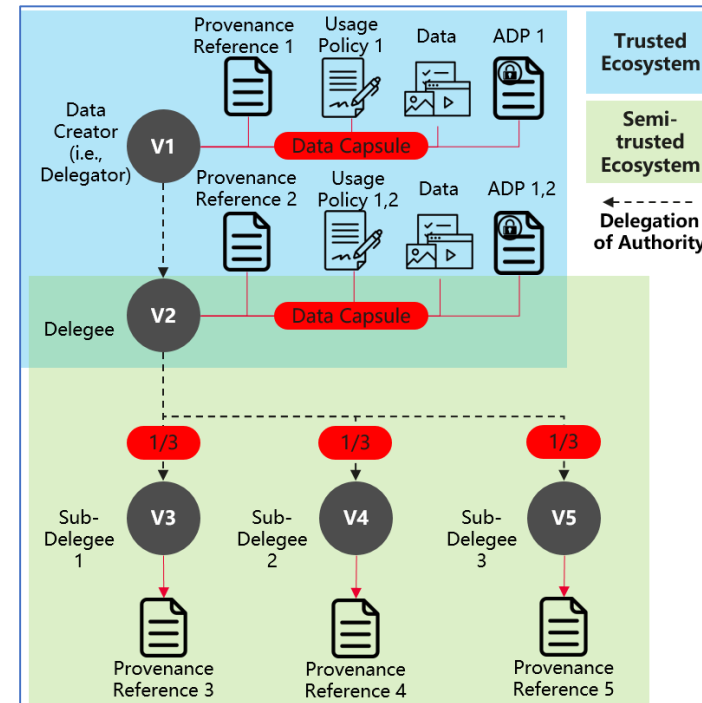 Provenance
Reference 1
Usage
Policy 1
Data
ADP 1
Trusted
Ecosystem
Data
Creator
(i.e.,
Delegator)
V1
Data Capsule
Semi-
trusted
Ecosystem
Provenance
Reference 2
Usage
Policy 1,2
Data
ADP 1,2
Delegation
of Authority
Delegee
V2
Data Capsule
1/3
1/3
1/3
Sub-
Delegee
1
V3
Sub-
Delegee
2
V4
Sub-
Delegee
3
V5
Provenance
Reference 3
Provenance
Reference 4
Provenance
Reference 5